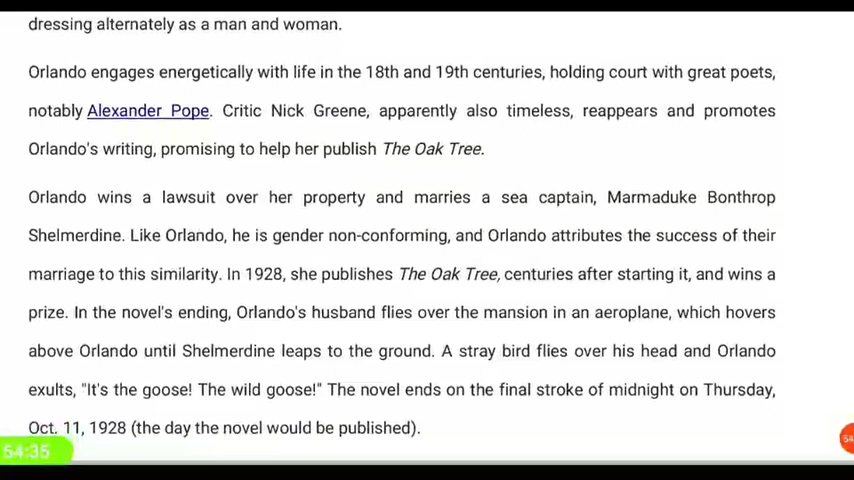 dressing alternately as a man and woman.
Orlando engages energetically with life in the 18th and 19th centuries, holding court with great poets,
notably Alexander Pope. Critic Nick Greene, apparently also timeless, reappears and promotes
Orlando's writing, promising to help her publish The Oak Tree.
Orlando wins a lawsuit over her property and marries a sea captain, Marmaduke Bonthrop
Shelmerdine. Like Orlando, he is gender non-conforming, and Orlando attributes the success of their
marriage to this similarity. In 1928, she publishes The Oak Tree, centuries after starting it, and wins a
prize. In the novel's ending, Orlando's husband flies over the mansion in an aeroplane, which hovers
above Orlando until Shelmerdine leaps to the ground. A stray bird flies over his head and Orlando
exults, "It's the goose! The wild goose!" The novel ends on the final stroke of midnight on Thursday,
Oct. 11, 1928 (the day the novel would be published).
54:35